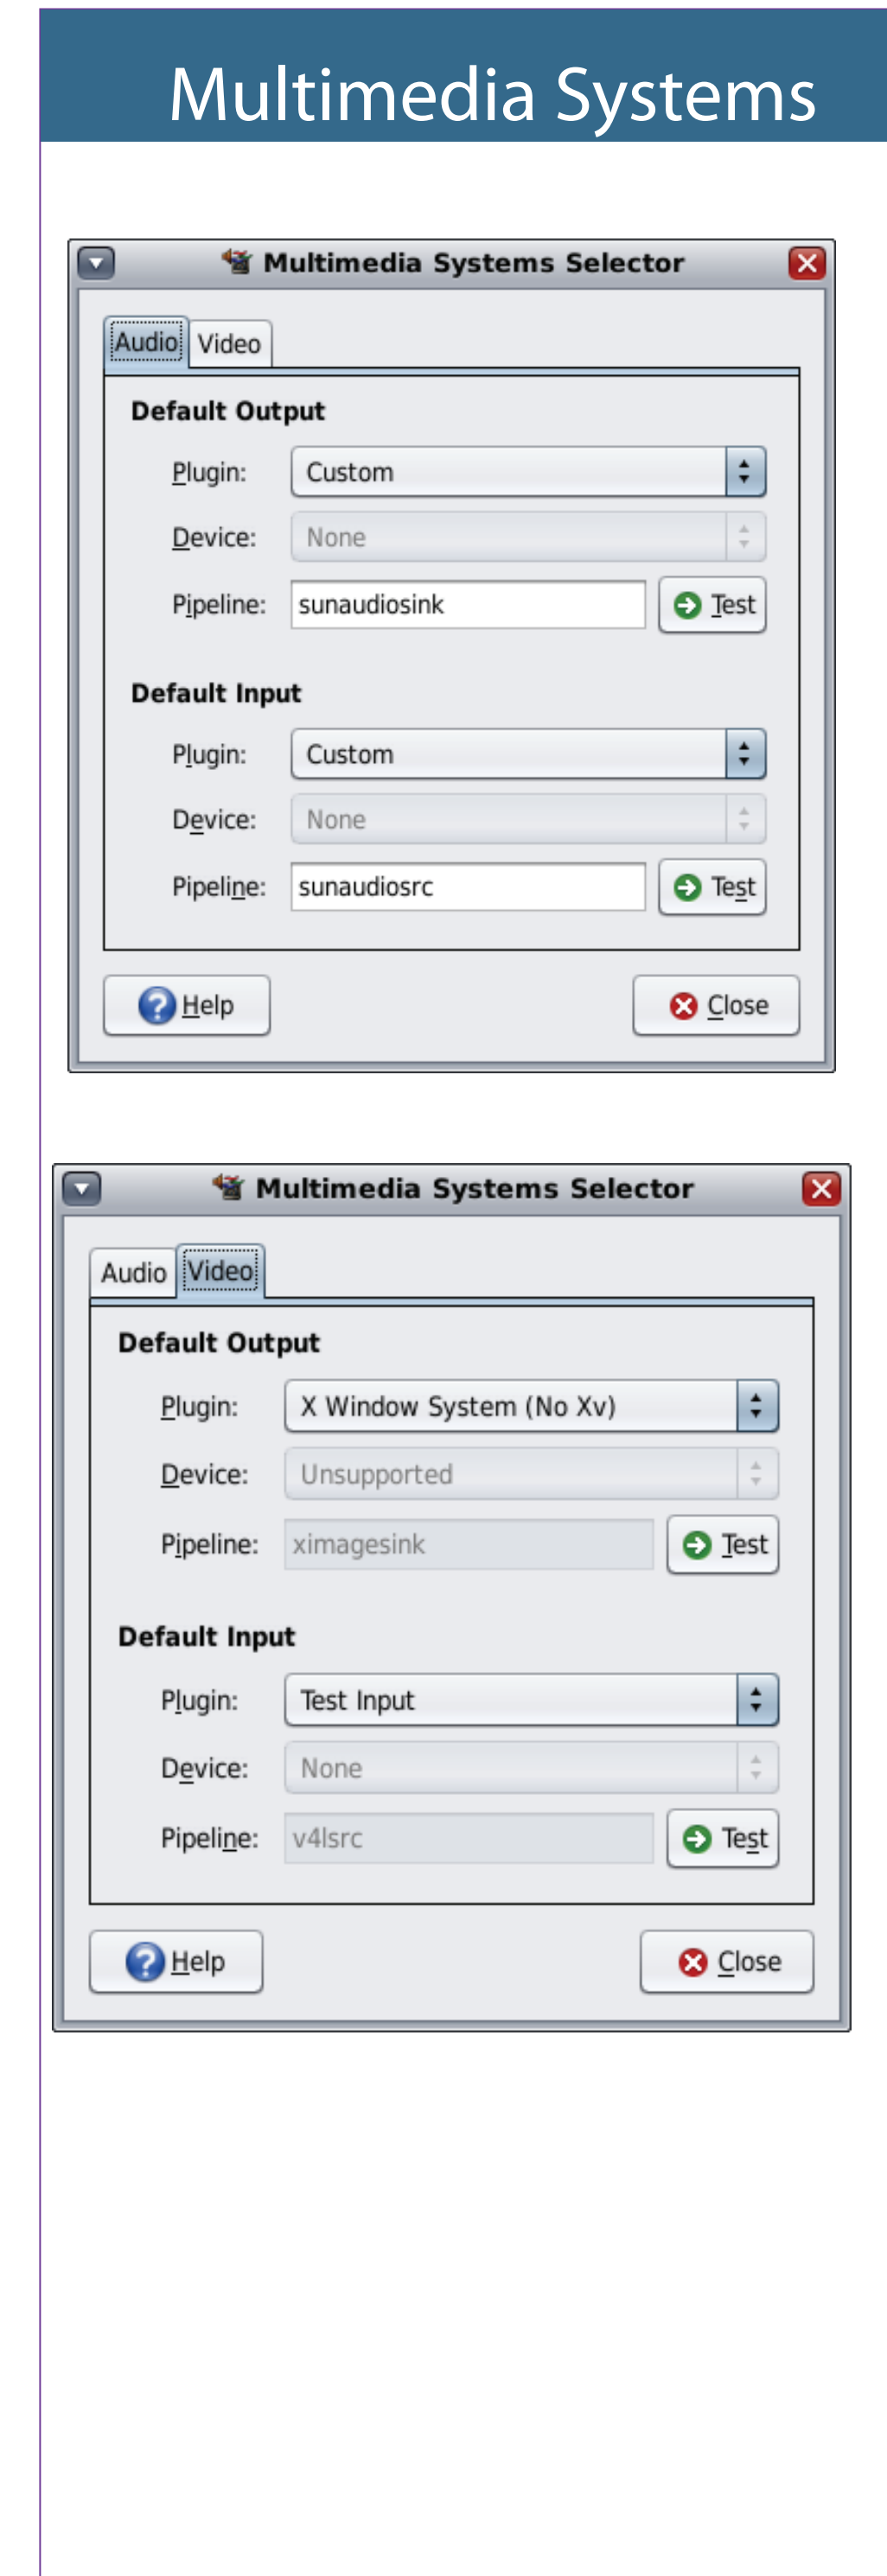 Multimedia Systems
Multimedia Systems Selector
Audio Video
Default Output
Plugin: Custom
Device: None
Pipeline: sunaudiosink Test
Default Input
Plugin: Custom
Device: None
Pipeline: sunaudiosrc Test
Help Close
Multimedia Systems Selector
Audio Video
Default Output
Plugin: X Window System (No Xv)
Device: Unsupported
Pipeline: ximagesink Test
Default Input
Plugin: Test Input
Device: None
Pipeline: v4lsrc Test
Help Close